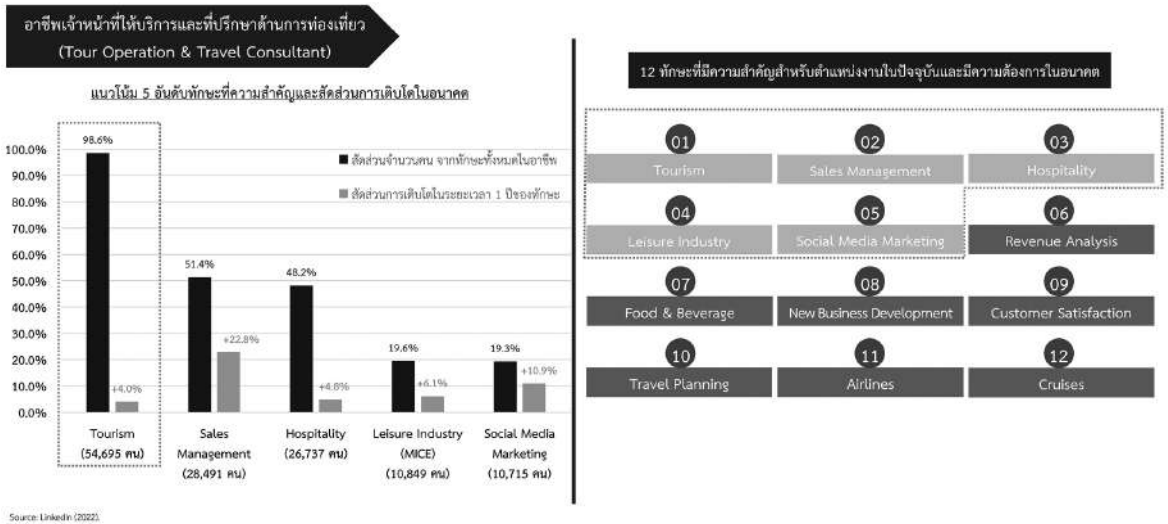 อาชีพเจ้าหน้าที่ให้บริการและที่ปรึกษาด้านการท่องเที่ยว
(Tour Operation & Travel Consultant)
แนวโน้ม 5 อันดับทักษะที่ความสำคัญและสัดส่วนการเติบโตในอนาคต
สัดส่วนจำนวนคน จากทักษะทั้งหมดในอาชีพ
สัดส่วนการเติบโตในระยะเวลา 1 ปีของทักษะ
100.0%
90.0%
80.0%
70.0%
60.0%
50.0%
40.0%
30.0%
20.0%
10.0%
0.0%
98.6%
+4.0%
51.4%
+22.8%
48.2%
+4.8%
19.6%
+6.1%
19.3%
+10.9%
Tourism
(54,695 คน)
Sales
Management
(28,491 คน)
Hospitality
(26,737 คน)
Leisure Industry
(MICE)
(10,849 คน)
Social Media
Marketing
(10,715 คน)
Source: Linkedin (2022).
12 ทักษะที่มีความสำคัญสำหรับตำแหน่งงานในปัจจุบันและมีความต้องการในอนาคต
01
Tourism
02
Sales Management
03
Hospitality
04
Leisure Industry
05
Social Media Marketing
06
Revenue Analysis
07
Food & Beverage
08
New Business Development
09
Customer Satisfaction
10
Travel Planning
11
Airlines
12
Cruises